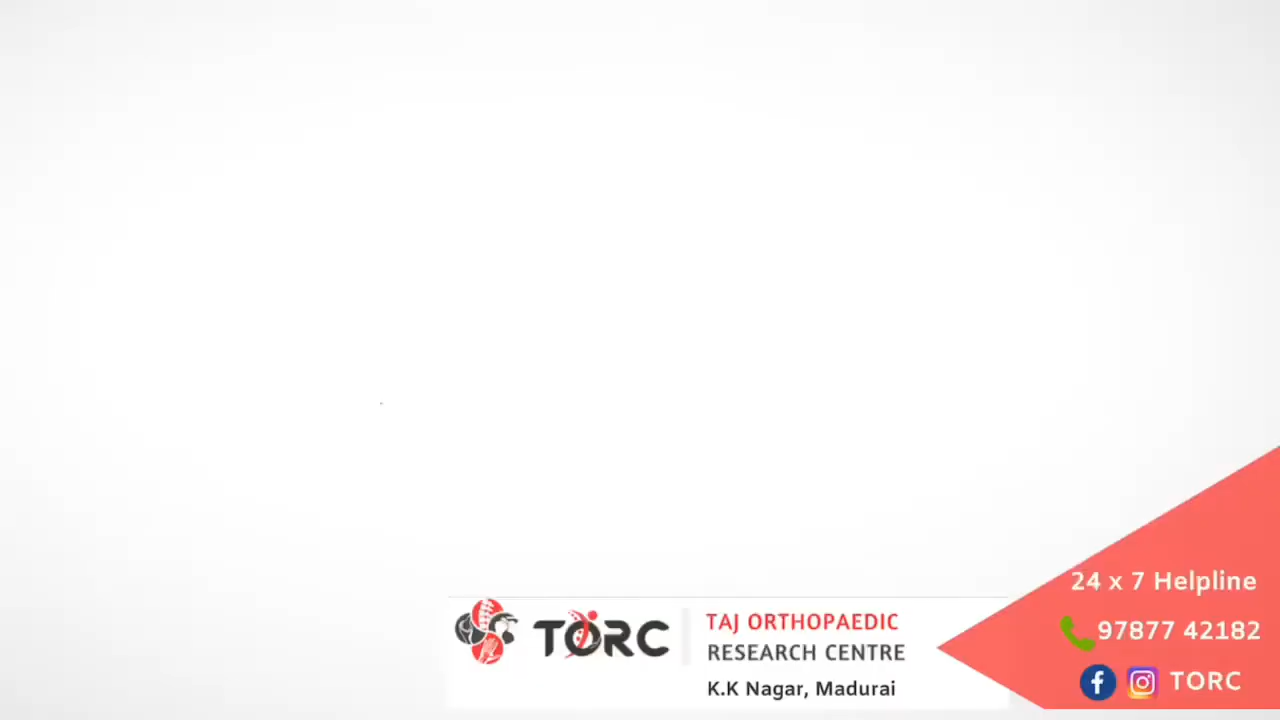 TORC
TAJ ORTHOPAEDIC
RESEARCH CENTRE
K.K Nagar, Madurai
24 x 7 Helpline
97877 42182
TORC